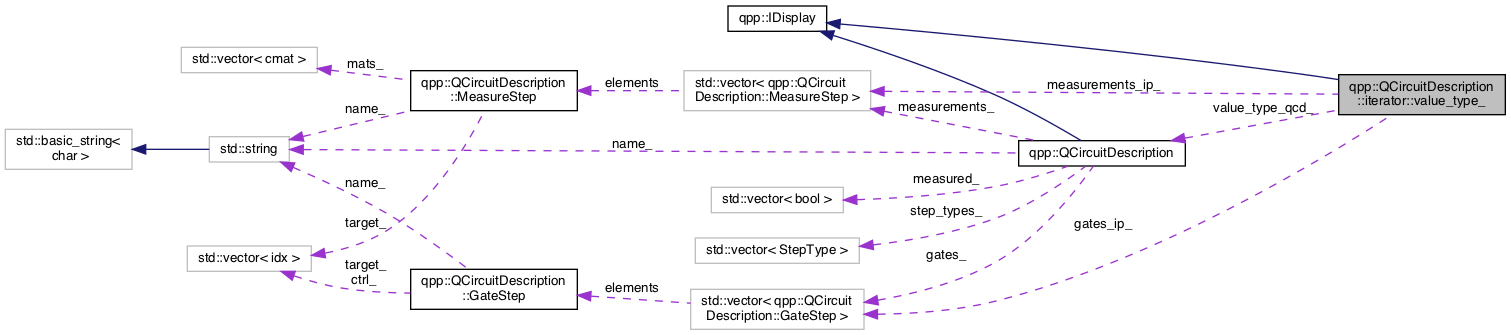 qpp::IDisplay
std::vector< cmat >
mats_
qpp::QCircuitDescription
::MeasureStep
elements
std::vector< qpp::QCircuit
Description::MeasureStep >
measurements_ip_
qpp::QCircuitDescription
::iterator::value_type_
name_
measurements_
value_type_qcd_
std::basic_string<
char >
std::string
name_
qpp::QCircuitDescription
name_
measured_
std::vector< bool >
target_
step_types_
gates_ip_
std::vector< idx >
std::vector< StepType >
gates_
target_
ctrl_
qpp::QCircuitDescription
::GateStep
elements
std::vector< qpp::QCircuit
Description::GateStep >